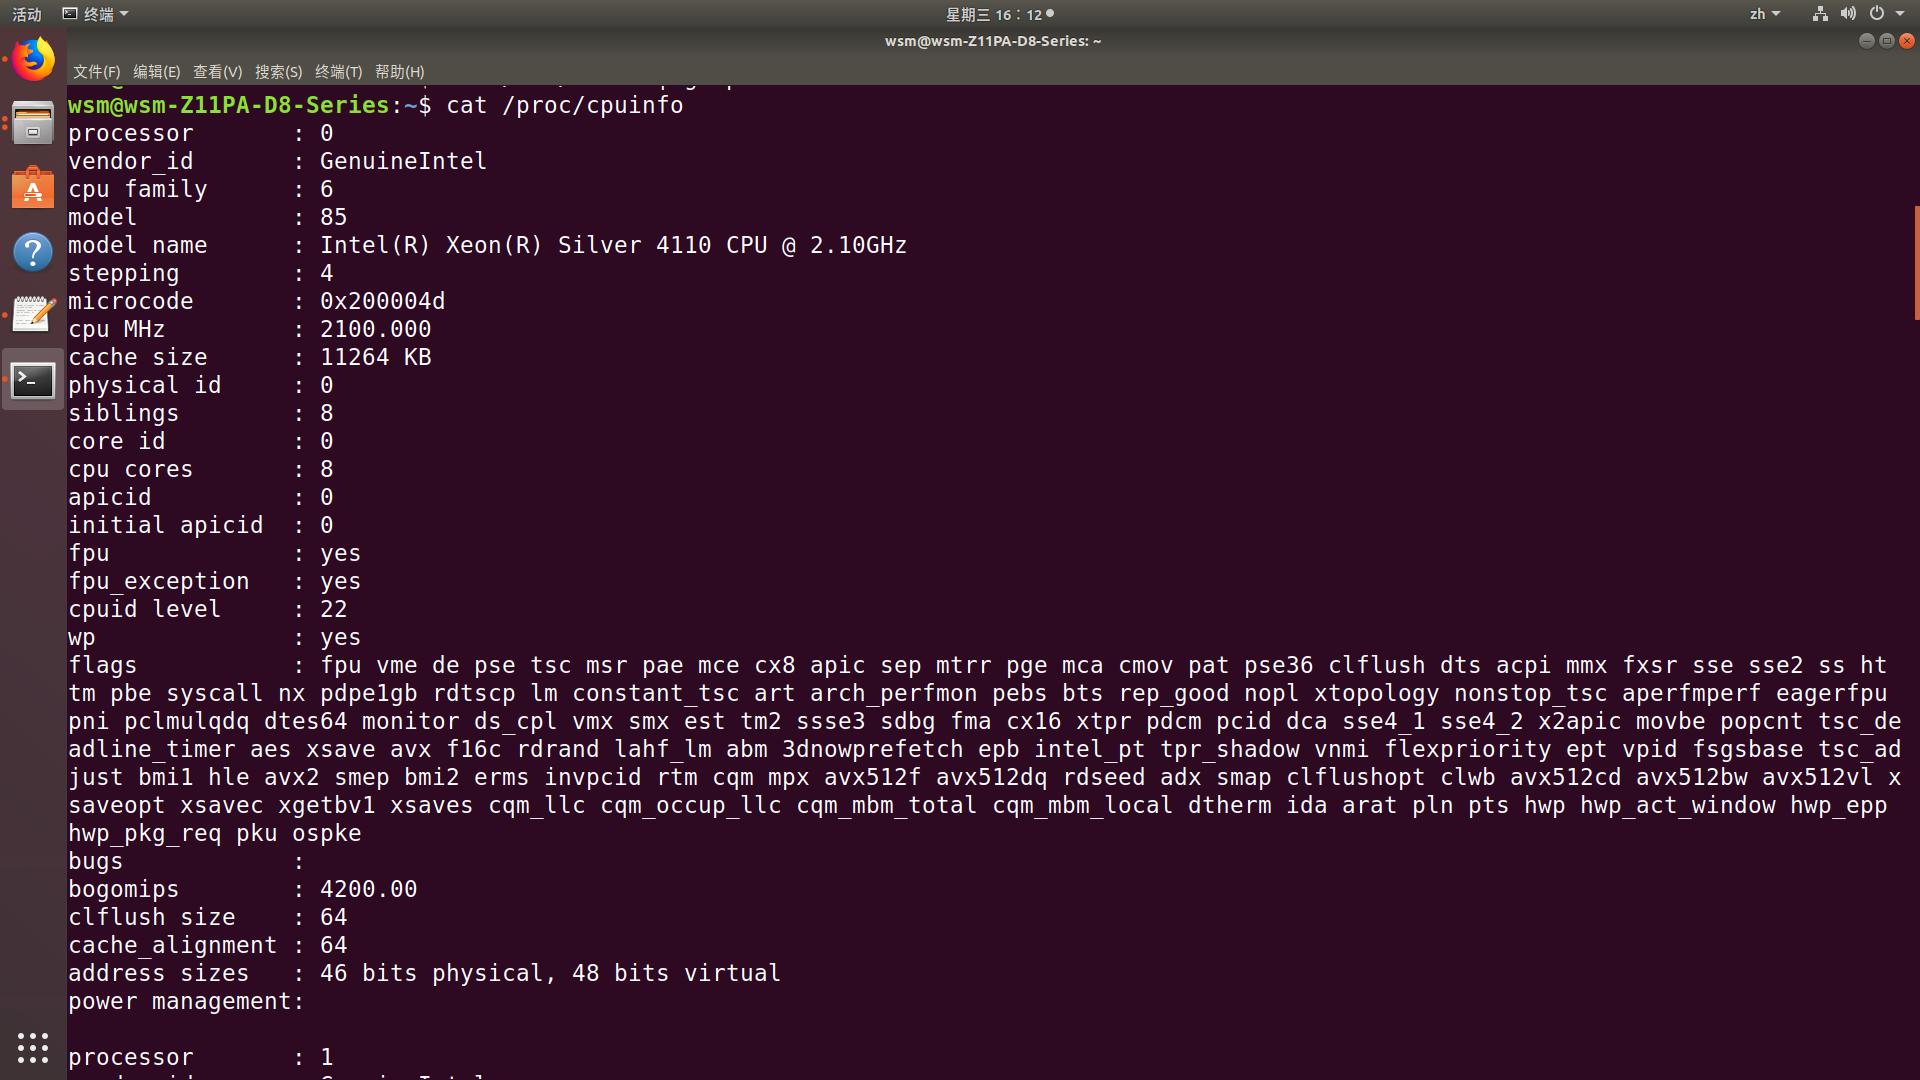 活动 终端 星期三 16：12 zh
wsm@wsm-Z11PA-D8-Series: ~
文件(F) 编辑(E) 查看(V) 搜索(S) 终端(T) 帮助(H)
wsm@wsm-Z11PA-D8-Series:~$ cat /proc/cpuinfo
processor : 0
vendor_id : GenuineIntel
cpu family : 6
model : 85
model name : Intel(R) Xeon(R) Silver 4110 CPU @ 2.10GHz
stepping : 4
microcode : 0x200004d
cpu MHz : 2100.000
cache size : 11264 KB
physical id : 0
siblings : 8
core id : 0
cpu cores : 8
apicid : 0
initial apicid : 0
fpu : yes
fpu_exception : yes
cpuid level : 22
wp : yes
flags : fpu vme de pse tsc msr pae mce cx8 apic sep mtrr pge mca cmov pat pse36 clflush dts acpi mmx fxsr sse sse2 ss ht
tm pbe syscall nx pdpe1gb rdtscp lm constant_tsc art arch_perfmon pebs bts rep_good nopl xtopology nonstop_tsc aperfmperf eagerfpu
pni pclmulqdq dtes64 monitor ds_cpl vmx smx est tm2 ssse3 sdbg fma cx16 xtpr pdcm pcid dca sse4_1 sse4_2 x2apic movbe popcnt tsc_de
adline_timer aes xsave avx f16c rdrand lahf_lm abm 3dnowprefetch epb intel_pt tpr_shadow vnmi flexpriority ept vpid fsgsbase tsc_ad
just bmi1 hle avx2 smep bmi2 erms invpcid rtm cqm mpx avx512f avx512dq rdseed adx smap clflushopt clwb avx512cd avx512bw avx512vl x
saveopt xsavec xgetbv1 xsaves cqm_llc cqm_occup_llc cqm_mbm_total cqm_mbm_local dtherm ida arat pln pts hwp hwp_act_window hwp_epp
hwp_pkg_req pku ospke
bugs :
bogomips : 4200.00
clflush size : 64
cache_alignment : 64
address sizes : 46 bits physical, 48 bits virtual
power management:
processor : 1